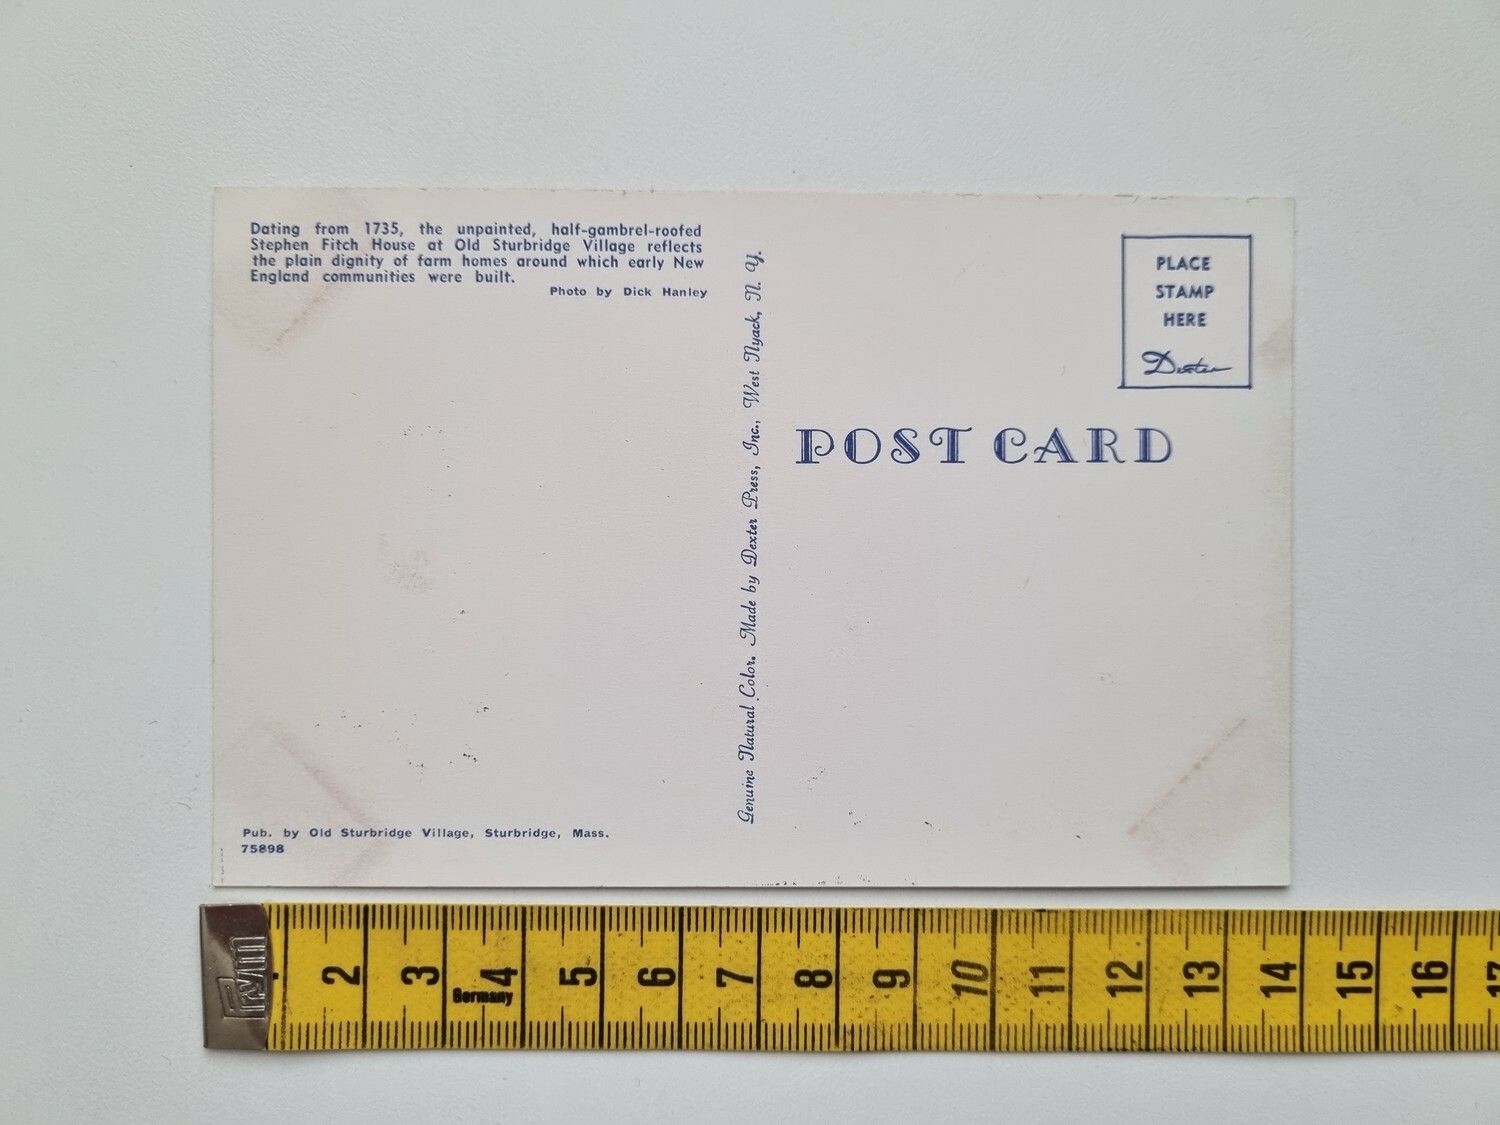 Dating from 1735, the unpainted, half-gambrel-roofed
Stephen Fitch House at Old Sturbridge Village reflects
the plain dignity of farm homes around which early New
England communities were built.
Photo by Dick Hanley
Pub. by Old Sturbridge Village, Sturbridge, Mass.
75898
Genuine Natural Color. Made by Dexter Press, Inc., West Nyack, N. Y.
PLACE
STAMP
HERE
Dexter
POST CARD
Prym
1 2 3 4 5 6 7 8 9 10 11 12 13 14 15 16 17
Germany